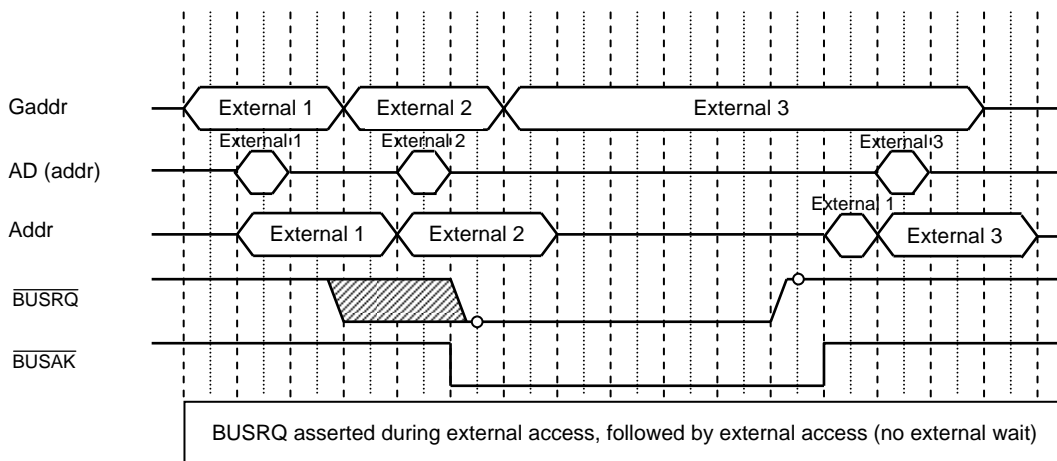 Gaddr External 1 External 2 External 3
External 1 External 2 External 3
AD (addr)
External 1
Addr External 1 External 2 External 3
BUSRQ
BUSAK
BUSRQ asserted during external access, followed by external access (no external wait)